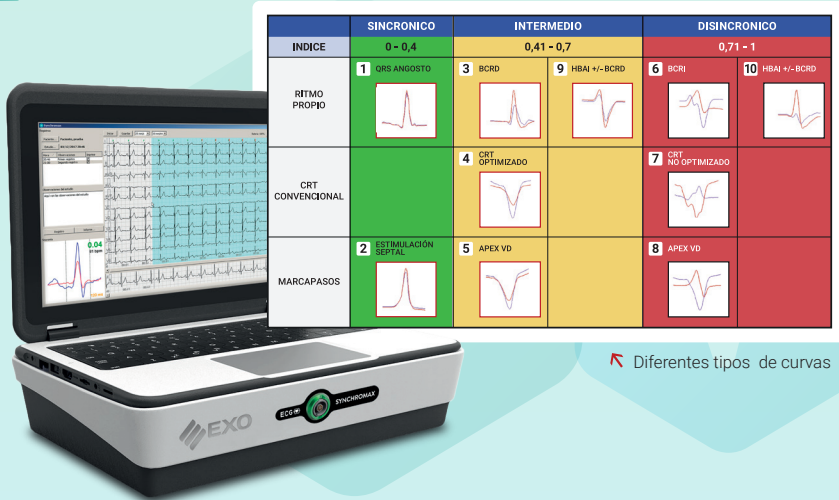 SINCRONICO INTERMEDIO DISINCRONICO
INDICE 0 - 0,4 0,41 - 0,7 0,71 - 1
RITMO
PROPIO
1 QRS ANGOSTO
3 BCRD
9 HBAI +/- BCRD
6 BCRI
10 HBAI +/- BCRD
CRT
CONVENCIONAL
4 CRT
OPTIMIZADO
7 CRT
NO OPTIMIZADO
MARCAPASOS
2 ESTIMULACIÓN
SEPTAL
5 APEX VD
8 APEX VD
Diferentes tipos de curvas
0.04
EXO
ECG
SYNCHROMAX